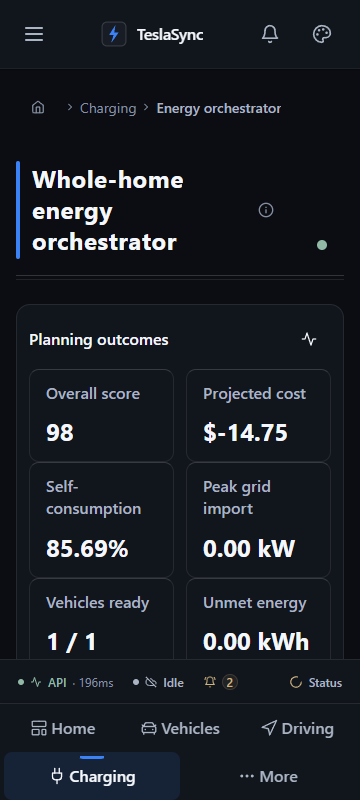 TeslaSync
Charging
Energy orchestrator
Whole-home
energy
orchestrator
Planning outcomes
Overall score
98
Projected cost
$-14.75
Self-
consumption
85.69%
Peak grid
import
0.00 kW
Vehicles ready
1 / 1
Unmet energy
0.00 kWh
API · 196ms
Idle
2
Status
Home
Vehicles
Driving
Charging
More